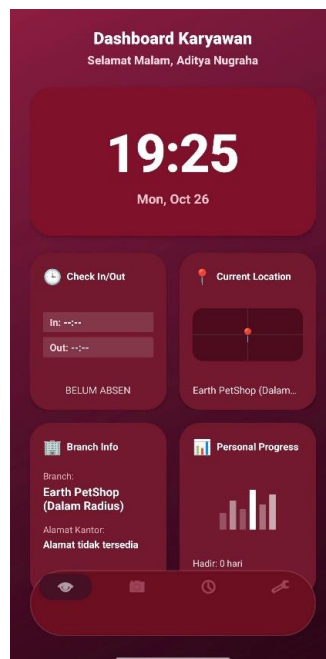 Dashboard Karyawan
Selamat Malam, Aditya Nugraha
19:25
Mon, Oct 26
Check In/Out
In: --:--
Out: --:--
BELUM ABSEN
Current Location
Earth PetShop (Dalam...
Branch Info
Branch:
Earth PetShop
(Dalam Radius)
Alamat Kantor:
Alamat tidak tersedia
Personal Progress
Hadir: 0 hari